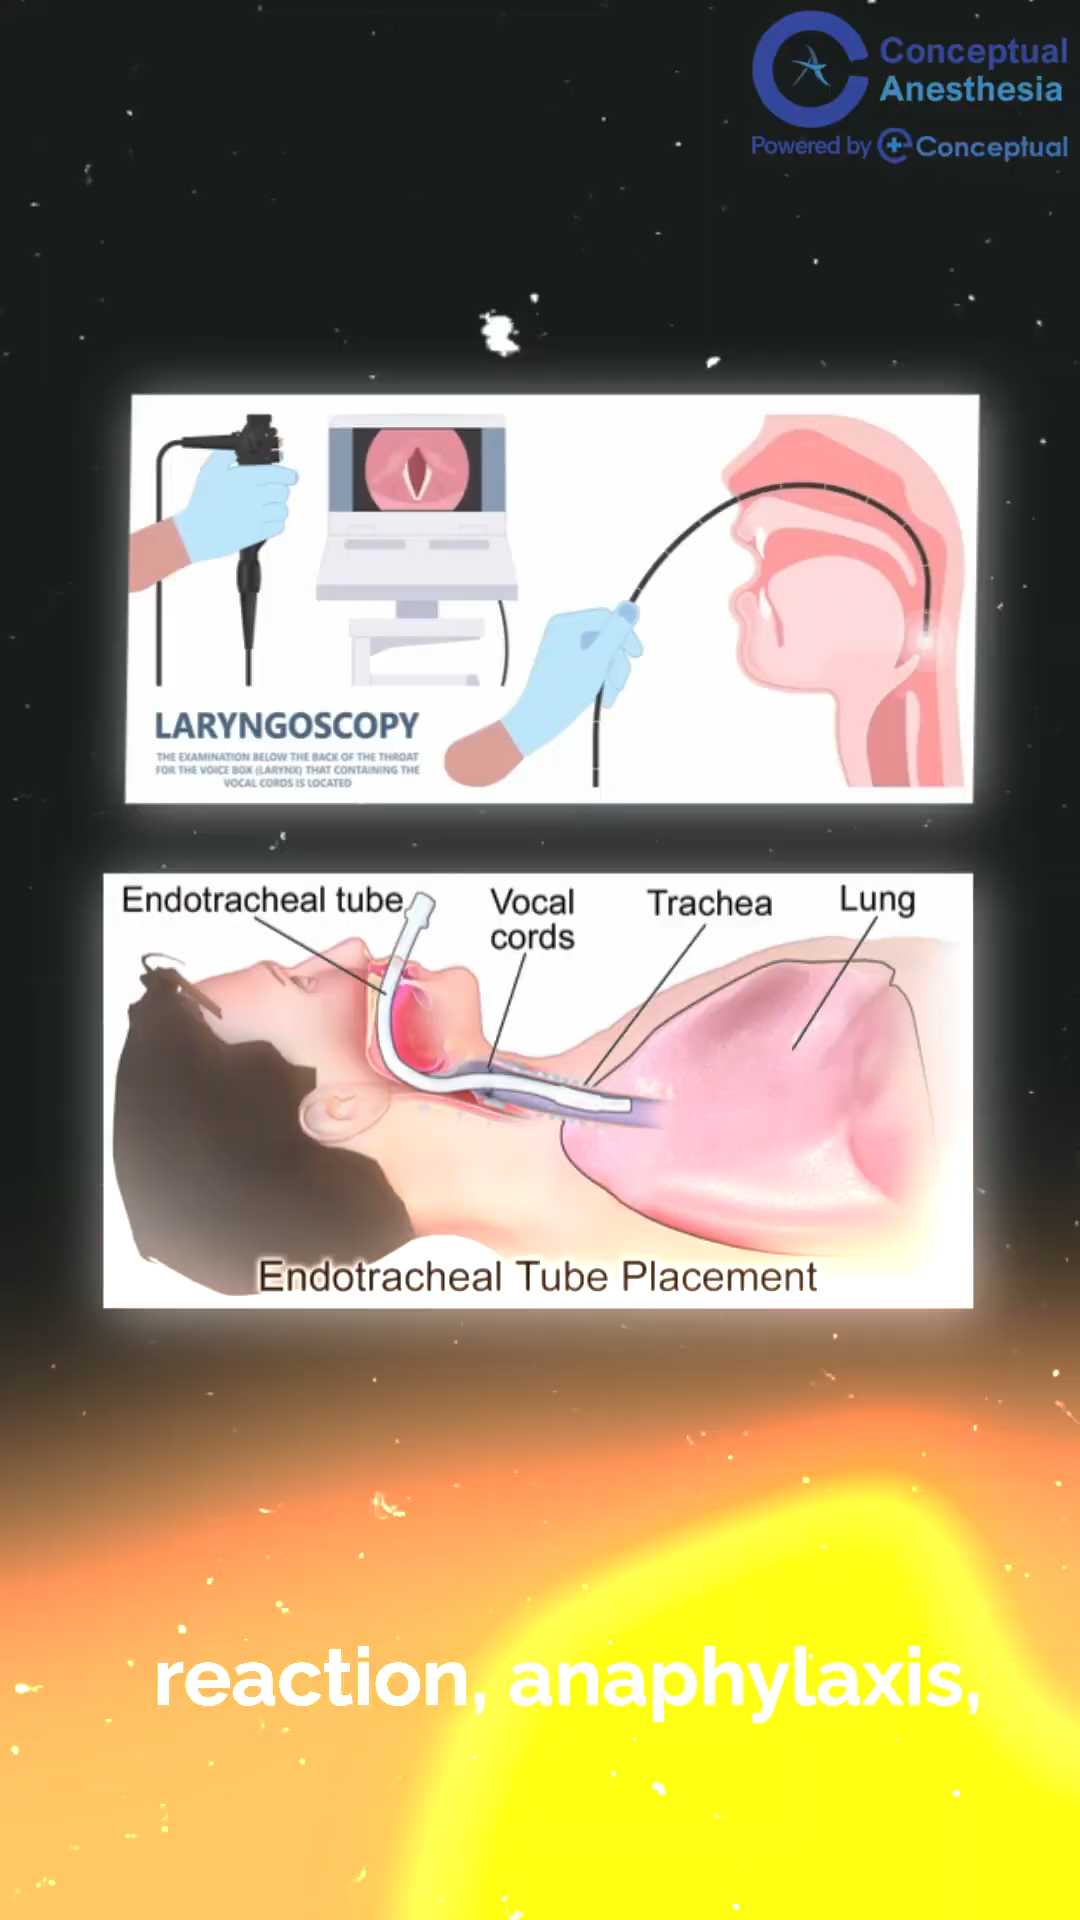 Conceptual
Anesthesia
Powered by Conceptual
LARYNGOSCOPY
THE EXAMINATION BELOW THE BACK OF THE THROAT
FOR THE VOICE BOX (LARYNX) THAT CONTAINING THE
VOCAL CORDS IS LOCATED
Endotracheal tube
Vocal
cords
Trachea
Lung
Endotracheal Tube Placement
reaction, anaphylaxis,